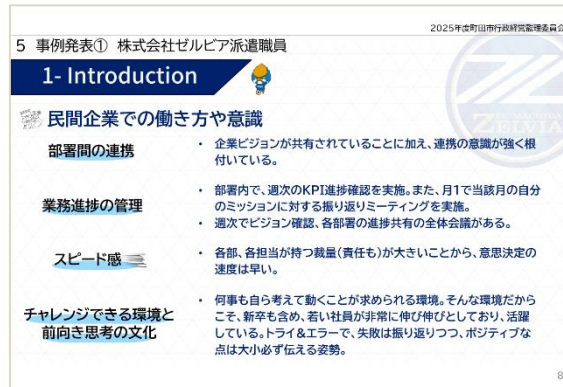 2025年度町田市行政経営監理委員会
5 事例発表① 株式会社ゼルビア派遣職員
1- Introduction
民間企業での働き方や意識
部署間の連携
・ 企業ビジョンが共有されていることに加え、連携の意識が強く根
付いている。
業務進捗の管理
・ 部署内で、週次のKPI進捗確認を実施。また、月1で当該月の自分
のミッションに対する振り返りミーティングを実施。
・ 週次でビジョン確認、各部署の進捗共有の全体会議がある。
スピード感
・ 各部、各担当が持つ裁量(責任も)が大きいことから、意思決定の
速度は早い。
チャレンジできる環境と
前向き思考の文化
・ 何事も自ら考えて動くことが求められる環境。そんな環境だから
こそ、新卒も含め、若い社員が非常に伸び伸びとしており、活躍
している。トライ&エラーで、失敗は振り返りつつ、ポジティブな
点は大小必ず伝える姿勢。
ZELVIA
8